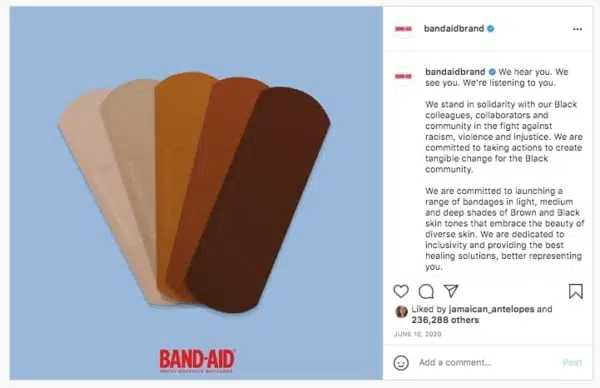 BAND-AID®
bandaidbrand
bandaidbrand We hear you. We
see you. We're listening to you.
We stand in solidarity with our Black
colleagues, collaborators and
community in the fight against
racism, violence and injustice. We are
committed to taking actions to create
tangible change for the Black
community.
We are committed to launching a
range of bandages in light, medium
and deep shades of Brown and Black
skin tones that embrace the beauty of
diverse skin. We are dedicated to
inclusivity and providing the best
healing solutions, better representing
you.
Liked by jamaican_antelopes and
236,288 others
JUNE 10, 2020
Add a comment...
Post